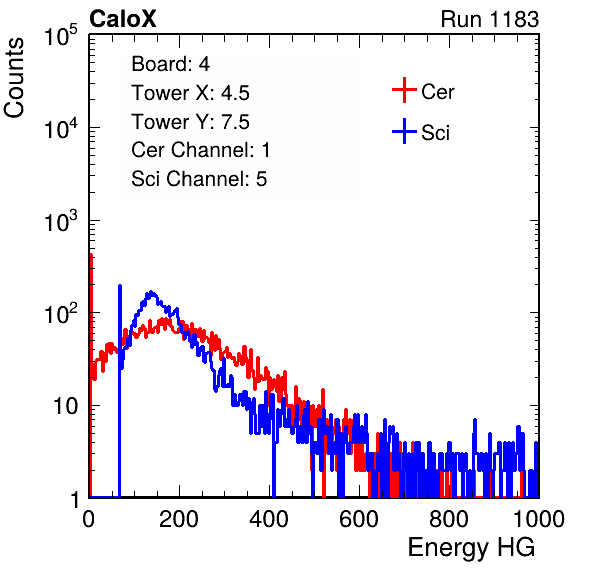 CaloX Run 1183
Counts
10^5
10^4
10^3
10^2
10
1
Board: 4
Tower X: 4.5
Tower Y: 7.5
Cer Channel: 1
Sci Channel: 5
Cer
Sci
0 200 400 600 800 1000
Energy HG